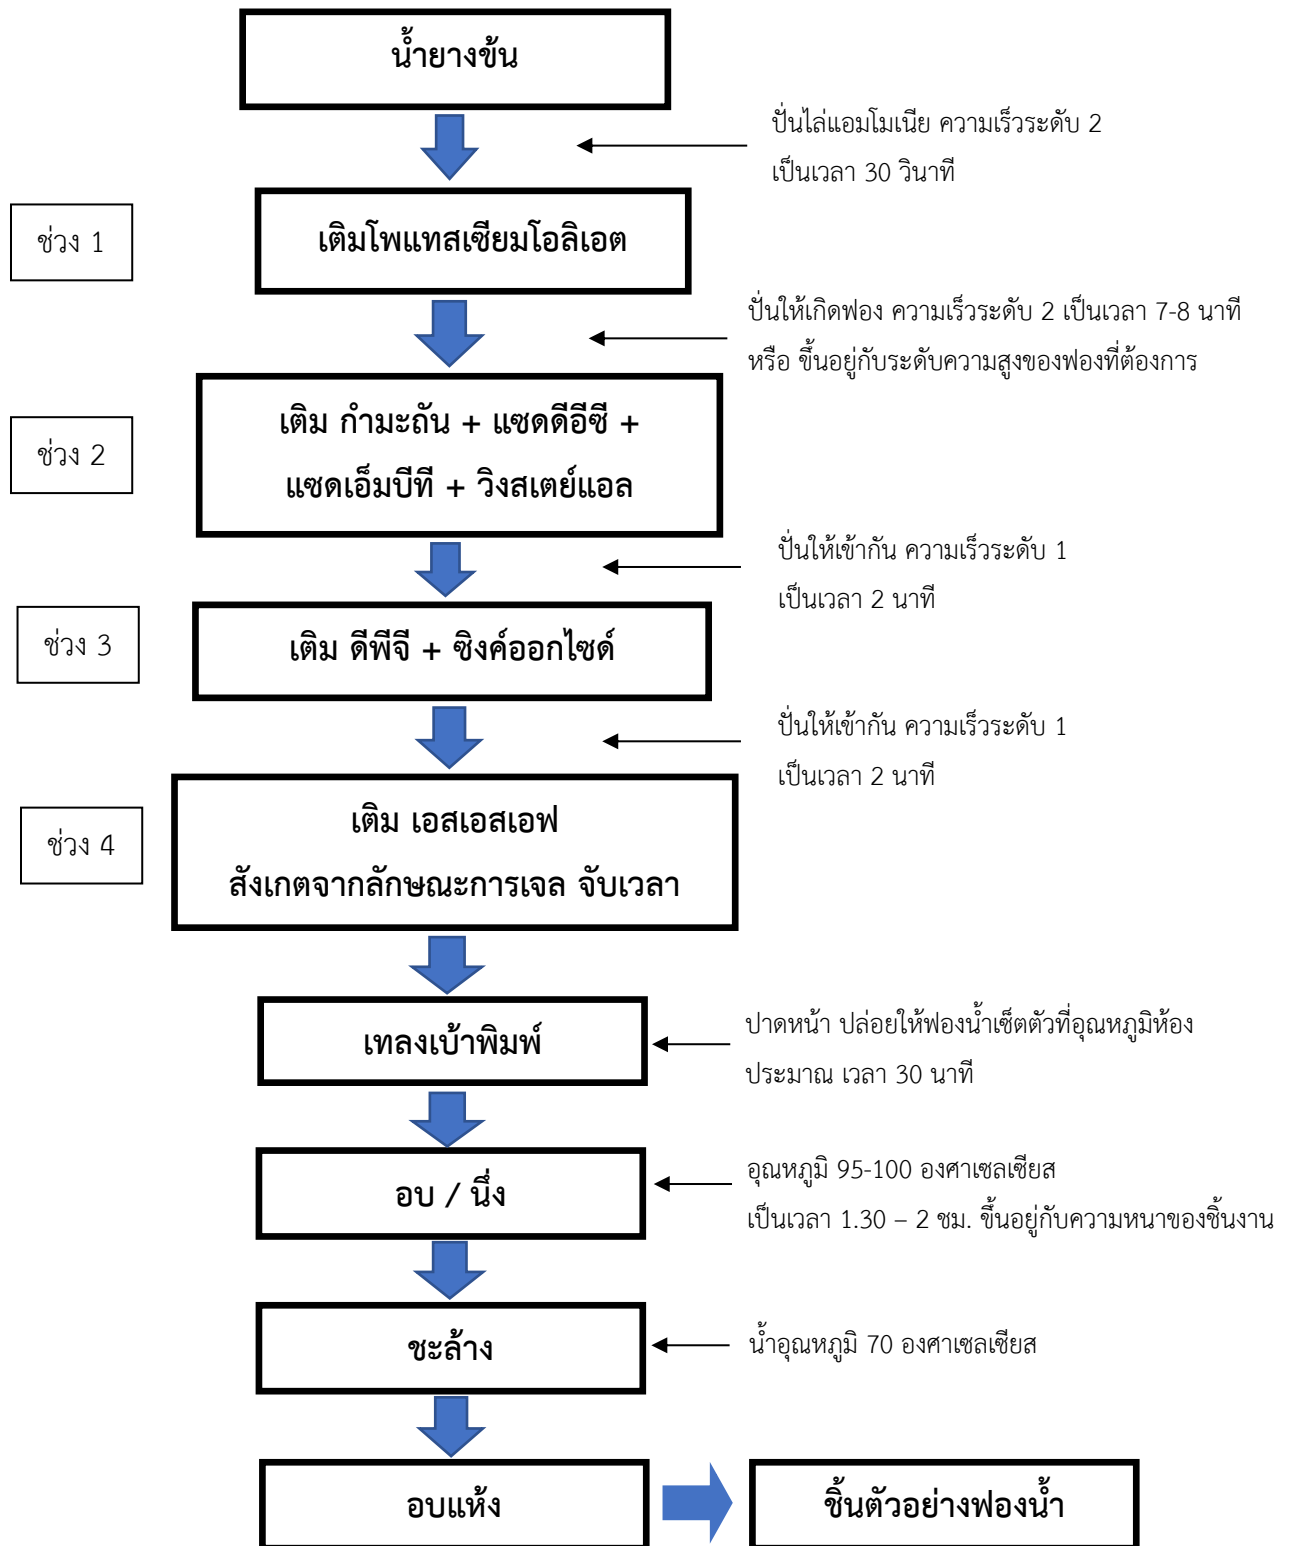 น้ำยางข้น
ปั่นไล่แอมโมเนีย ความเร็วระดับ 2
เป็นเวลา 30 วินาที
ช่วง 1
เติมโพแทสเซียมโอลิเอต
ปั่นให้เกิดฟอง ความเร็วระดับ 2 เป็นเวลา 7-8 นาที
หรือ ขึ้นอยู่กับระดับความสูงของฟองที่ต้องการ
ช่วง 2
เติม กำมะถัน + แซดดีอีซี +
แซดเอ็มบีที + วิงสเตย์แอล
ปั่นให้เข้ากัน ความเร็วระดับ 1
เป็นเวลา 2 นาที
ช่วง 3
เติม ดีพีจี + ซิงค์ออกไซด์
ปั่นให้เข้ากัน ความเร็วระดับ 1
เป็นเวลา 2 นาที
ช่วง 4
เติม เอสเอสเอฟ
สังเกตจากลักษณะการเจล จับเวลา
เทลงเบ้าพิมพ์
ปาดหน้า ปล่อยให้ฟองน้ำเซ็ตตัวที่อุณหภูมิห้อง
ประมาณ เวลา 30 นาที
อบ / นึ่ง
อุณหภูมิ 95-100 องศาเซลเซียส
เป็นเวลา 1.30 – 2 ชม. ขึ้นอยู่กับความหนาของชิ้นงาน
ชะล้าง
น้ำอุณหภูมิ 70 องศาเซลเซียส
อบแห้ง
ชิ้นตัวอย่างฟองน้ำ